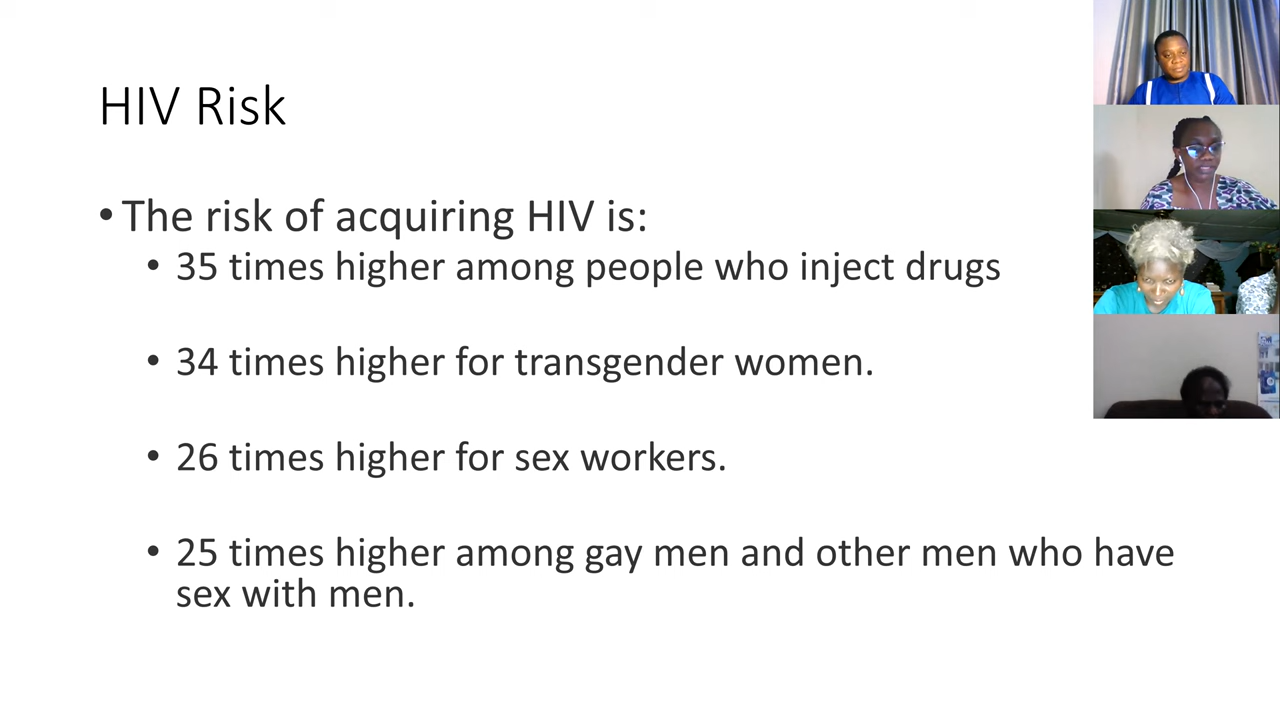 HIV Risk
• The risk of acquiring HIV is:
• 35 times higher among people who inject drugs
• 34 times higher for transgender women.
• 26 times higher for sex workers.
• 25 times higher among gay men and other men who have
sex with men.